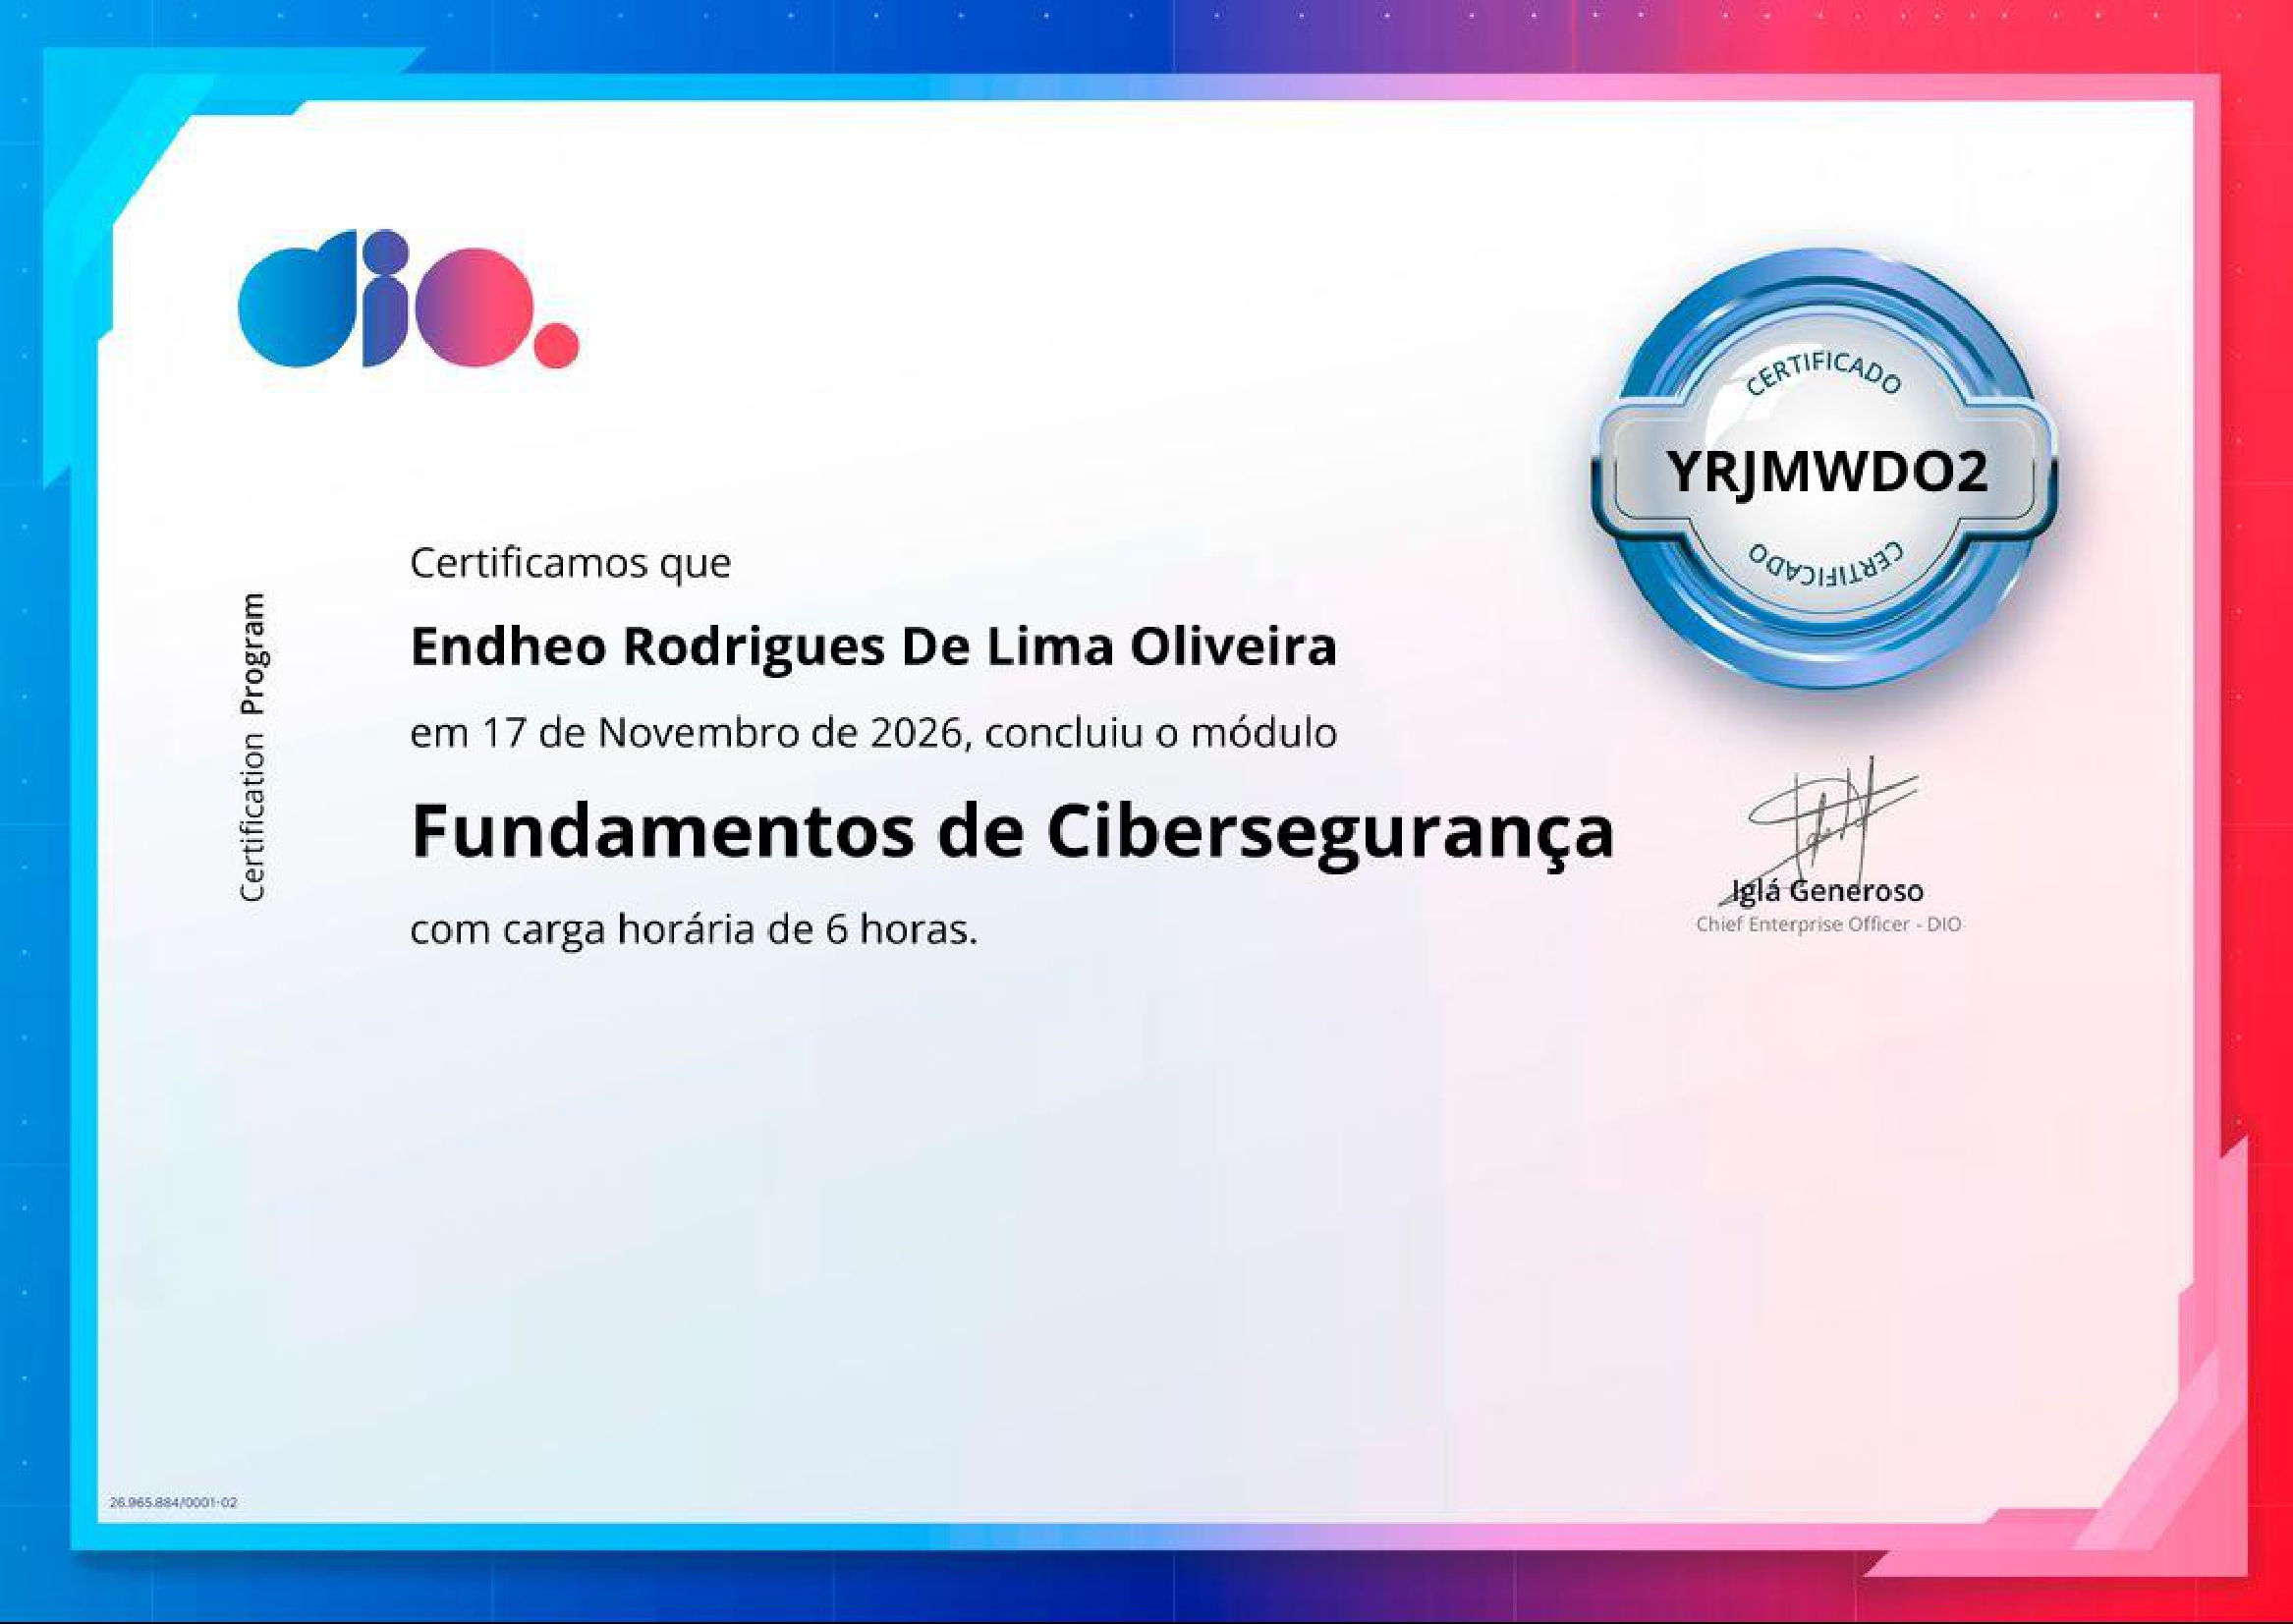 dio.
CERTIFICADO
YRJMWDO2
CERTIFICADO
Certification Program
Certificamos que
Endheo Rodrigues De Lima Oliveira
em 17 de Novembro de 2026, concluiu o módulo
Fundamentos de Cibersegurança
com carga horária de 6 horas.
Iglá Generoso
Chief Enterprise Officer - DIO
26.965.884/0001-02